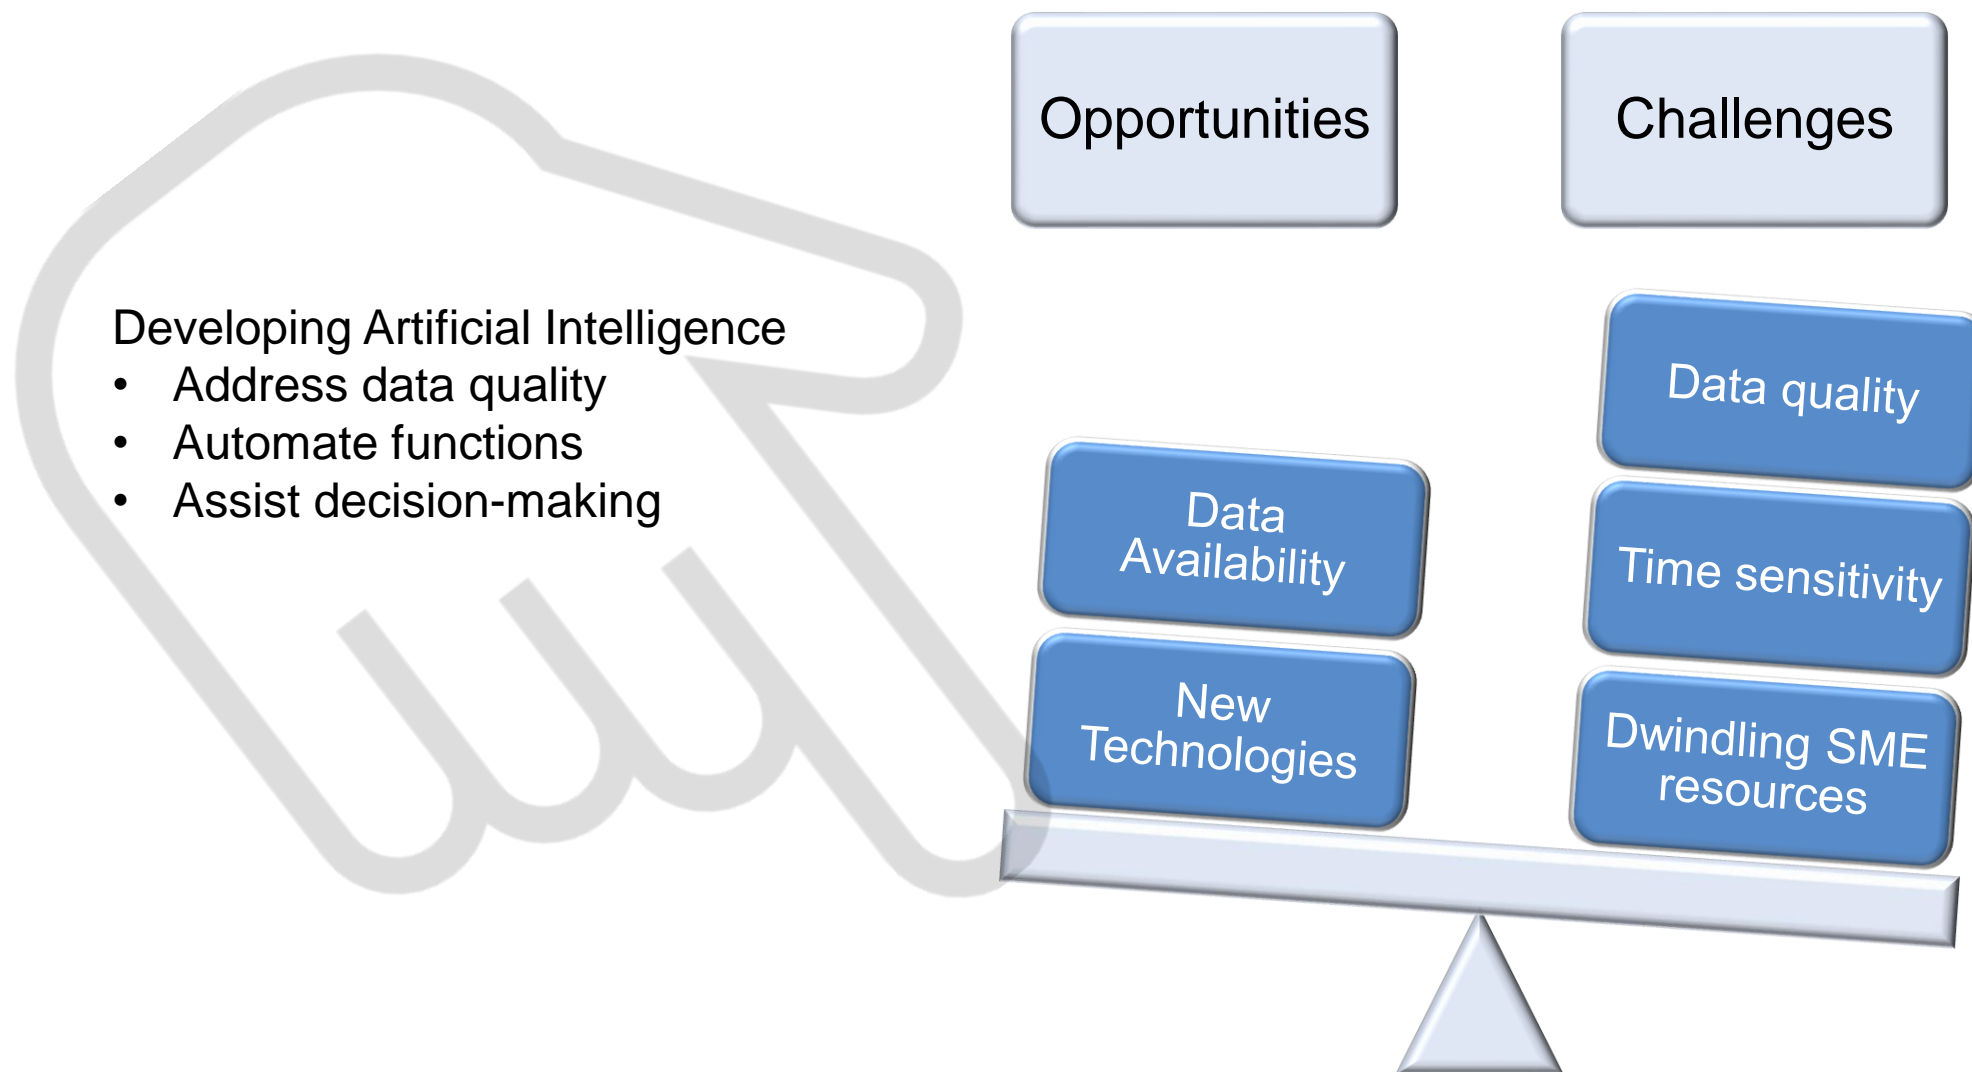 Developing Artificial Intelligence
• Address data quality
• Automate functions
• Assist decision-making
Opportunities
Challenges
Data
Availability
New
Technologies
Data quality
Time sensitivity
Dwindling SME
resources